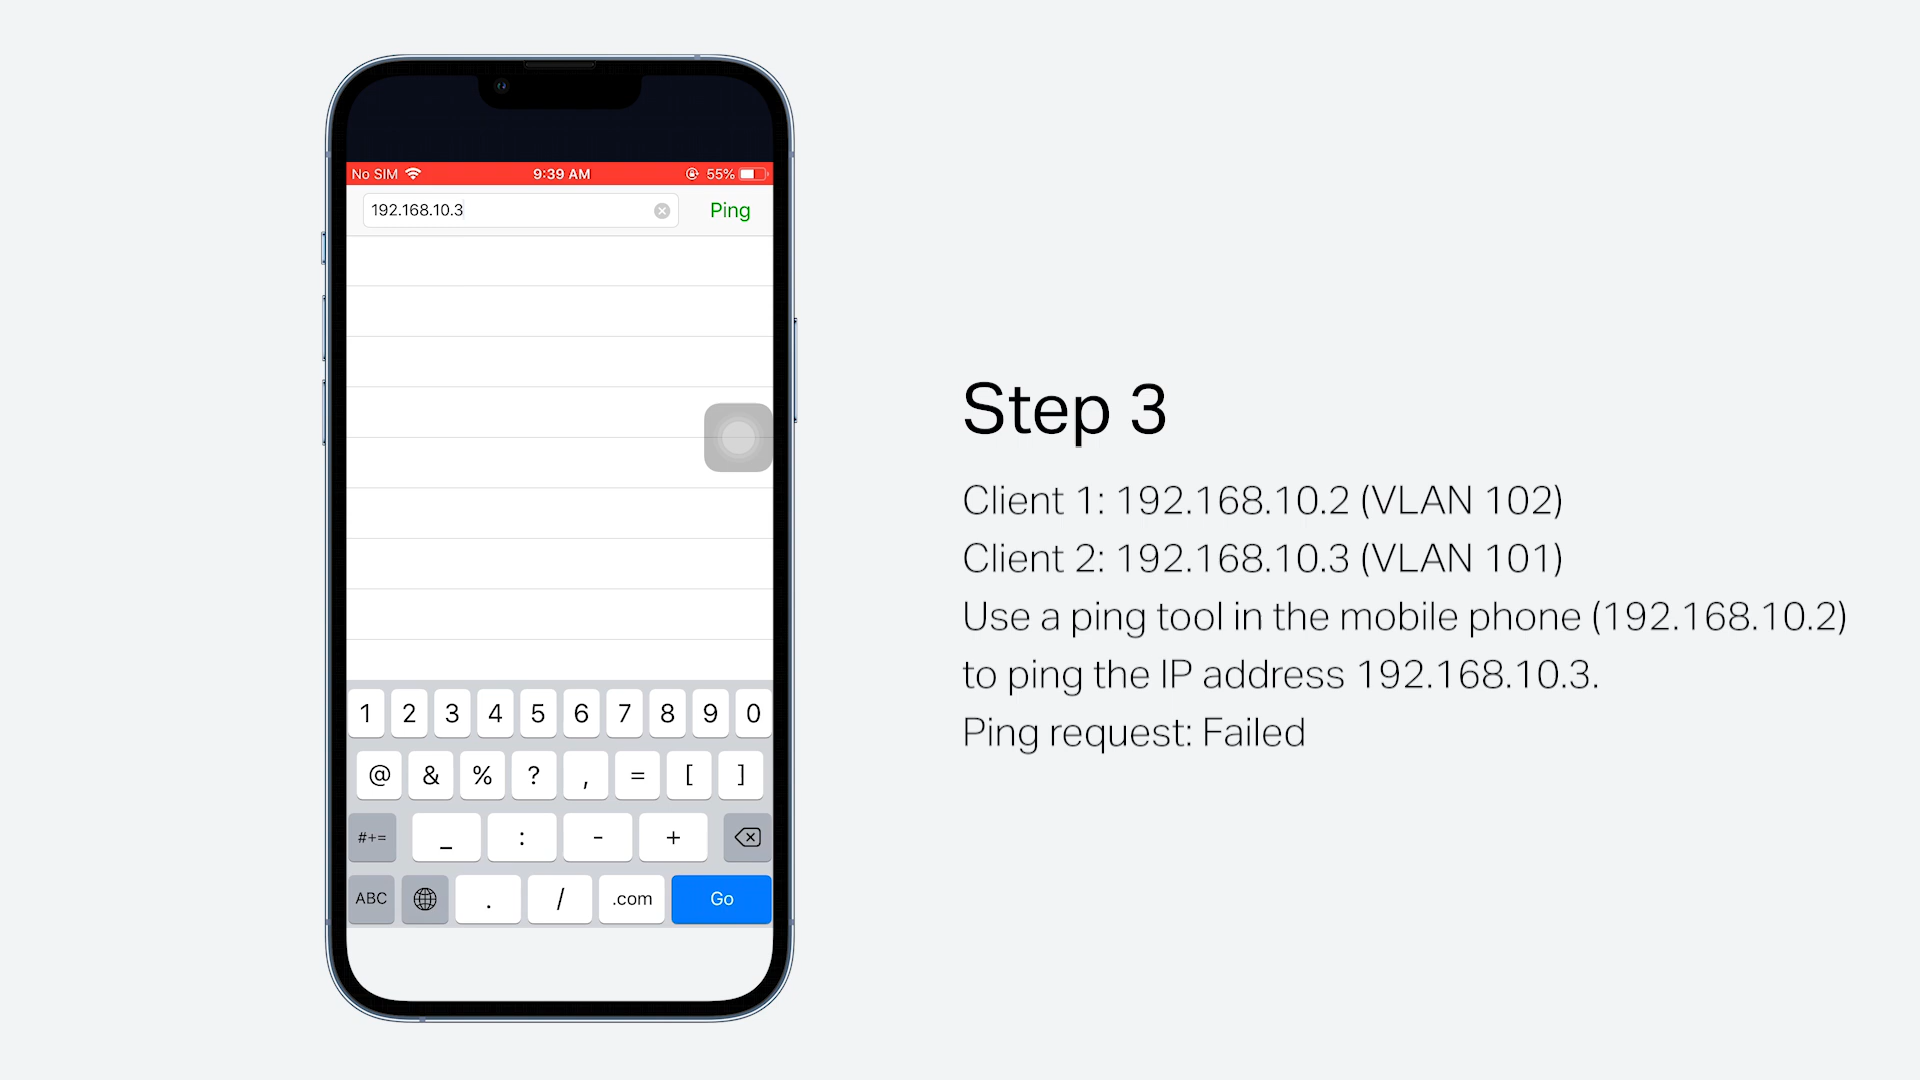 No SIM 9:39 AM 55%
192.168.10.3 Ping
1 2 3 4 5 6 7 8 9 0
@ & % ? , = [ ]
#+= _ : - +
ABC . / .com Go
Step 3
Client 1: 192.168.10.2 (VLAN 102)
Client 2: 192.168.10.3 (VLAN 101)
Use a ping tool in the mobile phone (192.168.10.2)
to ping the IP address 192.168.10.3.
Ping request: Failed